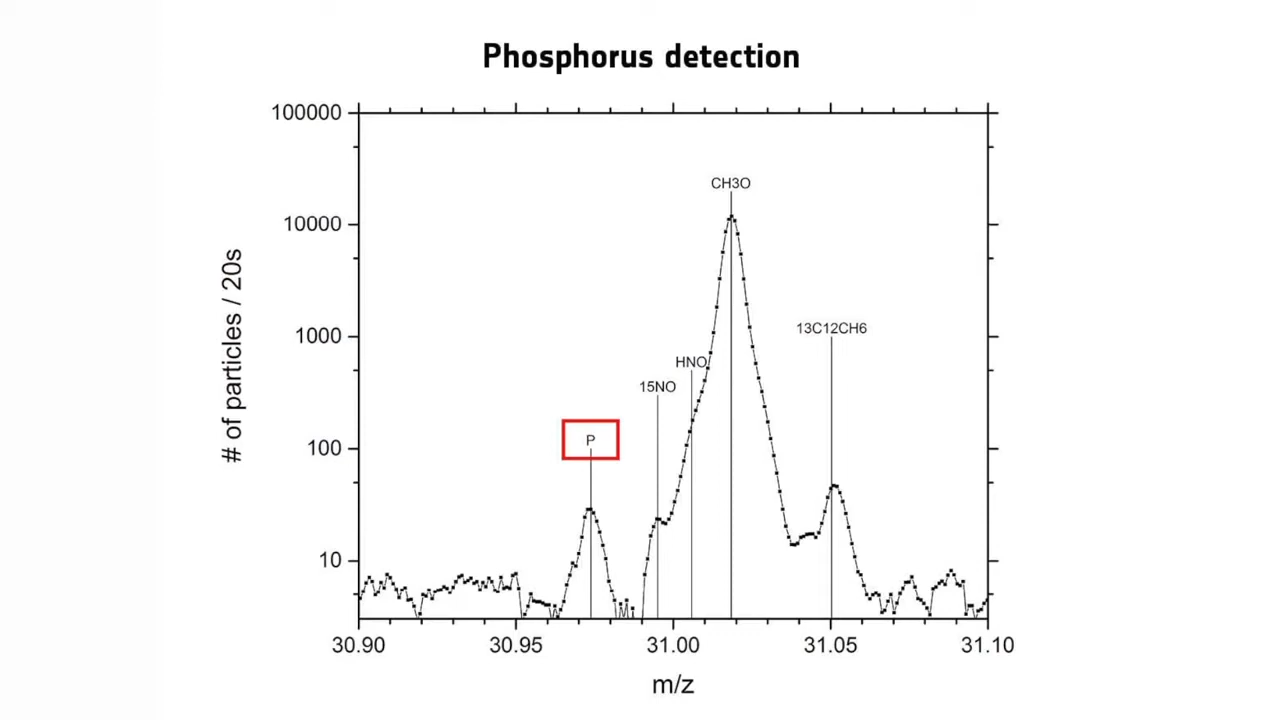 Phosphorus detection
100000
10000
1000
100
10
# of particles / 20s
CH3O
13C12CH6
HNO
15NO
P
30.90 30.95 31.00 31.05 31.10
m/z